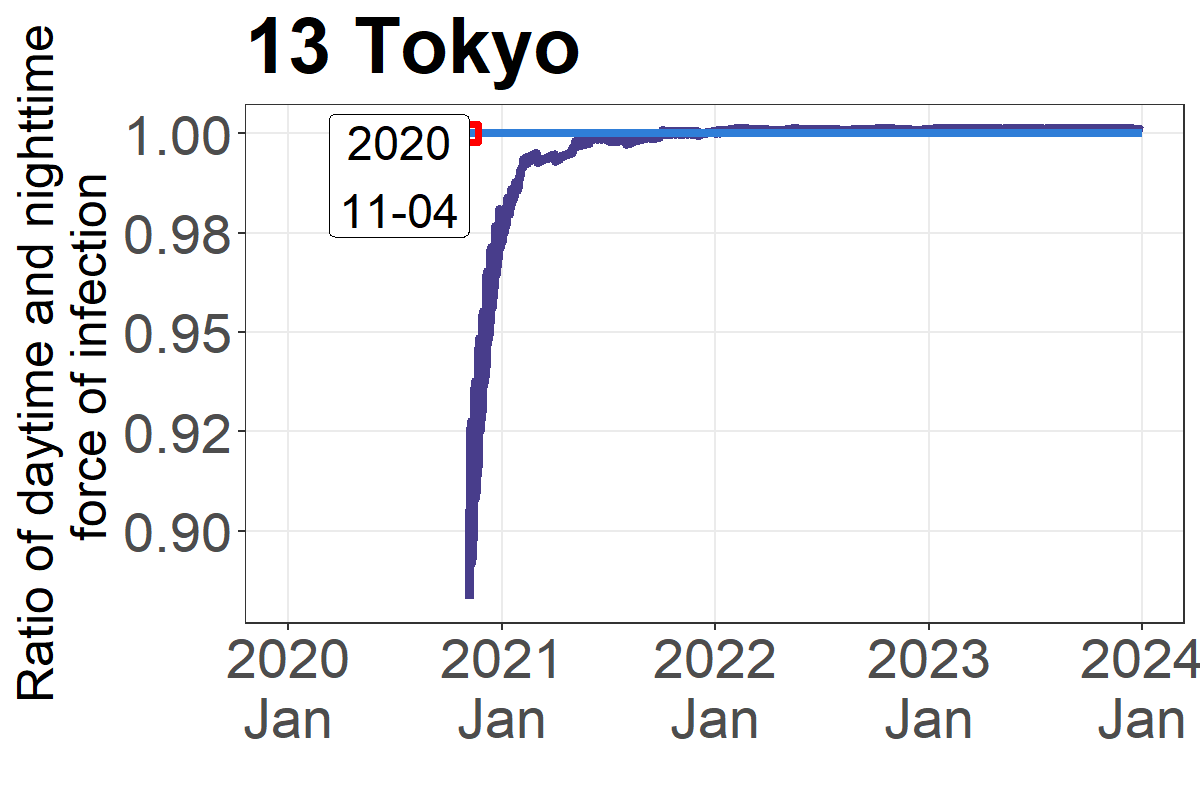 13 Tokyo
Ratio of daytime and nighttime
force of infection
1.00
0.98
0.95
0.92
0.90
2020
11-04
2020 2021 2022 2023 2024
Jan Jan Jan Jan Jan